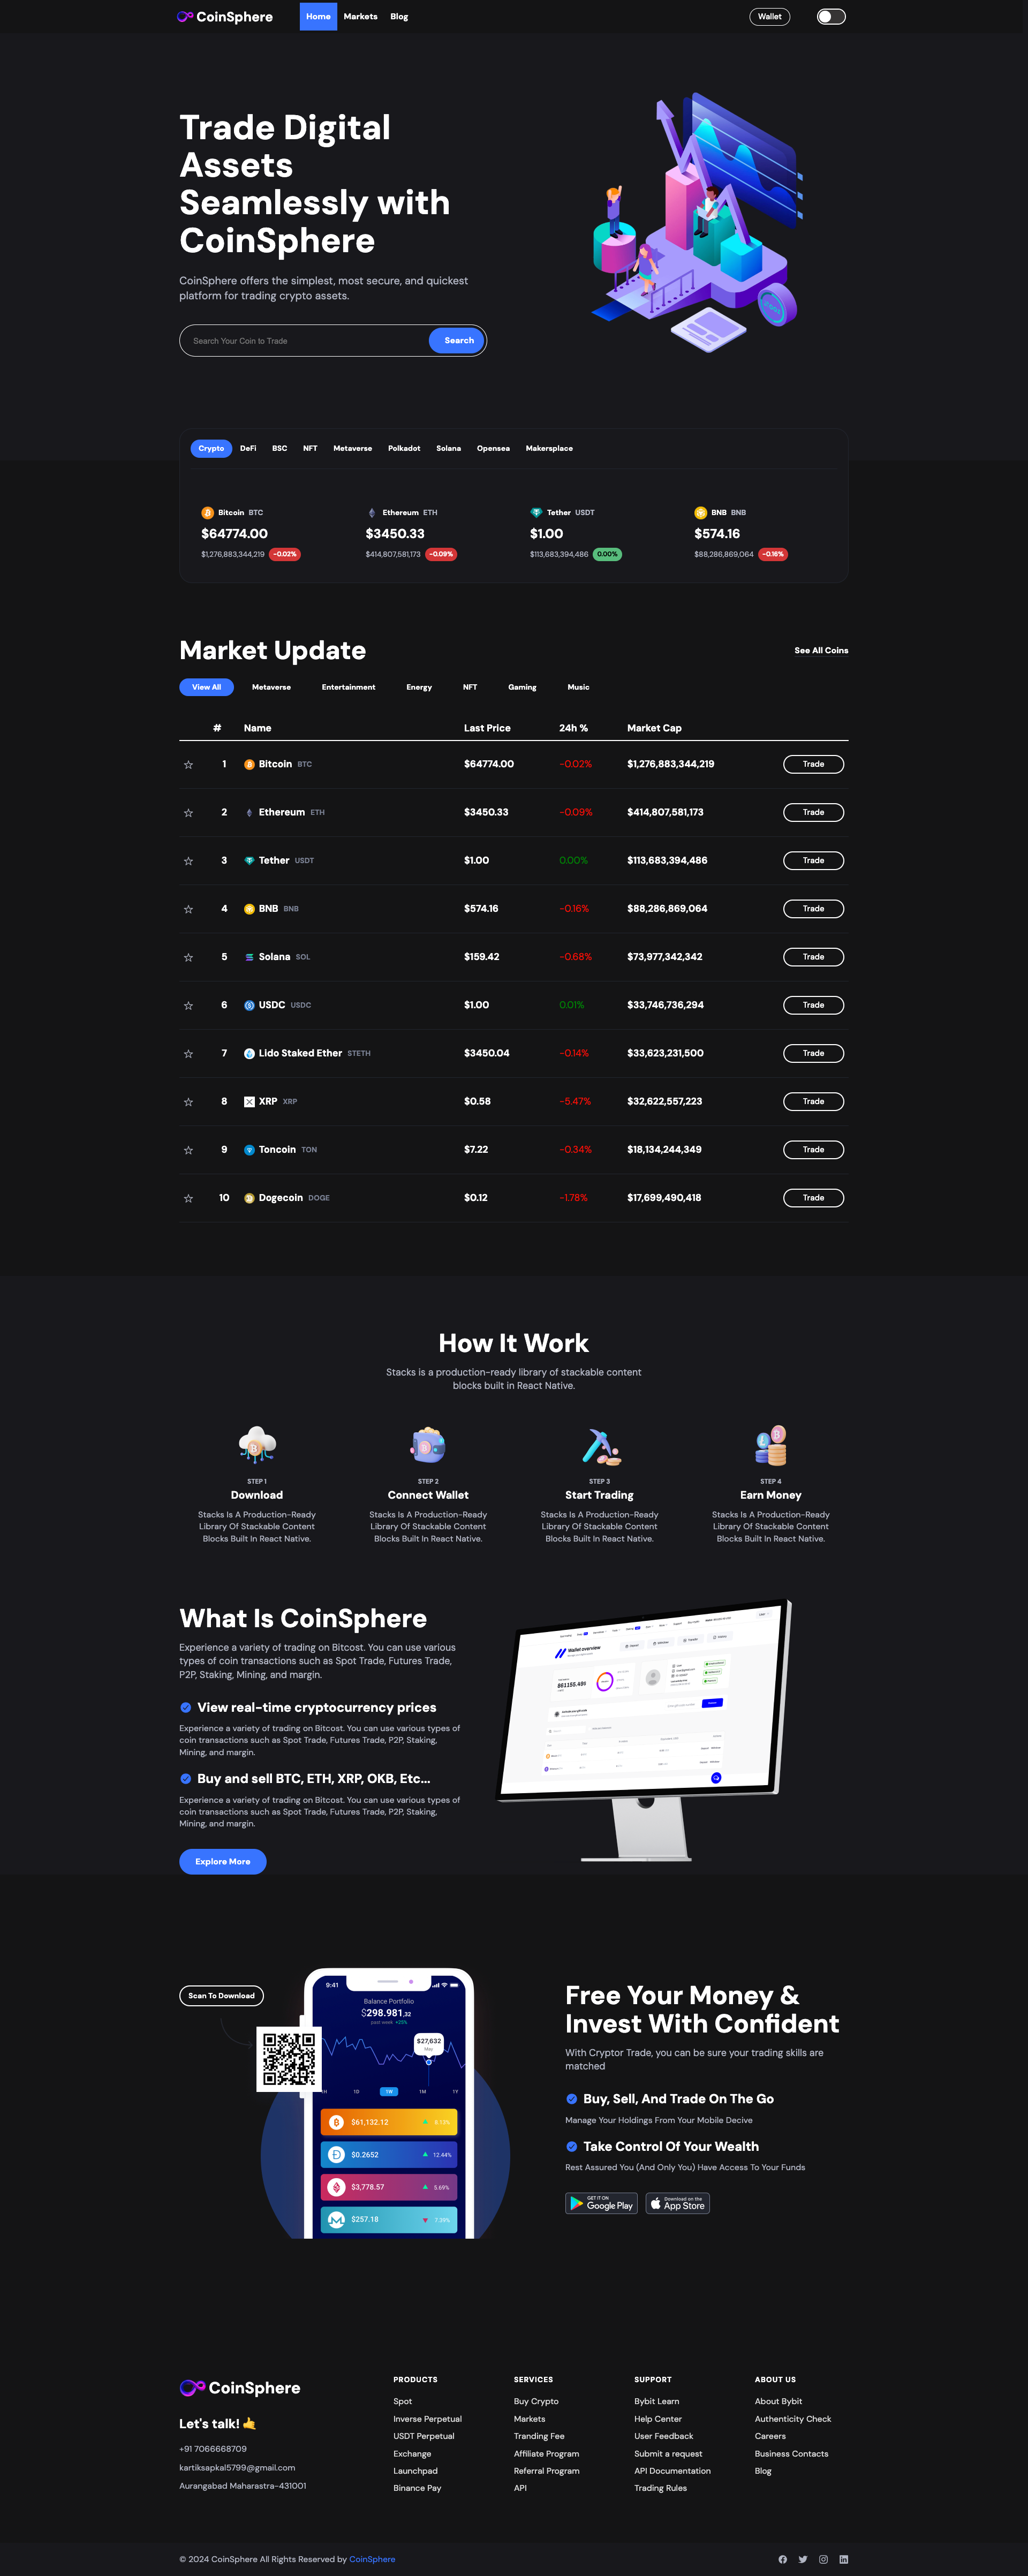 CoinSphere
Home Markets Blog
Wallet
Trade Digital
Assets
Seamlessly with
CoinSphere
CoinSphere offers the simplest, most secure, and quickest
platform for trading crypto assets.
Search Your Coin to Trade Search
Crypto DeFi BSC NFT Metaverse Polkadot Solana Opensea Makersplace
Bitcoin BTC Ethereum ETH Tether USDT BNB BNB
$64774.00 $3450.33 $1.00 $574.16
$1,276,883,344,219 -0.02% $414,807,581,173 -0.09% $113,683,394,486 0.00% $88,286,869,064 -0.16%
Market Update See All Coins
View All Metaverse Entertainment Energy NFT Gaming Music
# Name Last Price 24h % Market Cap
1 Bitcoin BTC $64774.00 -0.02% $1,276,883,344,219 Trade
2 Ethereum ETH $3450.33 -0.09% $414,807,581,173 Trade
3 Tether USDT $1.00 0.00% $113,683,394,486 Trade
4 BNB BNB $574.16 -0.16% $88,286,869,064 Trade
5 Solana SOL $159.42 -0.68% $73,977,342,342 Trade
6 USDC USDC $1.00 0.01% $33,746,736,294 Trade
7 Lido Staked Ether STETH $3450.04 -0.14% $33,623,231,500 Trade
8 XRP XRP $0.58 -5.47% $32,622,557,223 Trade
9 Toncoin TON $7.22 -0.34% $18,134,244,349 Trade
10 Dogecoin DOGE $0.12 -1.78% $17,699,490,418 Trade
How It Work
Stacks is a production-ready library of stackable content
blocks built in React Native.
STEP 1 STEP 2 STEP 3 STEP 4
Download Connect Wallet Start Trading Earn Money
Stacks Is A Production-Ready Stacks Is A Production-Ready Stacks Is A Production-Ready Stacks Is A Production-Ready
Library Of Stackable Content Library Of Stackable Content Library Of Stackable Content Library Of Stackable Content
Blocks Built In React Native. Blocks Built In React Native. Blocks Built In React Native. Blocks Built In React Native.
What Is CoinSphere
Experience a variety of trading on Bitcost. You can use various
types of coin transactions such as Spot Trade, Futures Trade,
P2P, Staking, Mining, and margin.
View real-time cryptocurrency prices
Experience a variety of trading on Bitcost. You can use various types of
coin transactions such as Spot Trade, Futures Trade, P2P, Staking,
Mining, and margin.
Buy and sell BTC, ETH, XRP, OKB, Etc...
Experience a variety of trading on Bitcost. You can use various types of
coin transactions such as Spot Trade, Futures Trade, P2P, Staking,
Mining, and margin.
Explore More
Wallet overview
Scan To Download
9:41
Balance Portfolio
$298.981,32
past week +25%
$27,632
May
1H 1D 1W 1M 1Y
$61,132.12
$0.2652 12.44%
$3,778.57 5.69%
$257.18 7.39%
Free Your Money &
Invest With Confident
With Cryptor Trade, you can be sure your trading skills are
matched
Buy, Sell, And Trade On The Go
Manage Your Holdings From Your Mobile Decive
Take Control Of Your Wealth
Rest Assured You (And Only You) Have Access To Your Funds
GET IT ON
Google Play
Download on the
App Store
CoinSphere
Let's talk! 🤙
+91 7066668709
kartiksapkal5799@gmail.com
Aurangabad Maharastra-431001
PRODUCTS
Spot
Inverse Perpetual
USDT Perpetual
Exchange
Launchpad
Binance Pay
SERVICES
Buy Crypto
Markets
Tranding Fee
Affiliate Program
Referral Program
API
SUPPORT
Bybit Learn
Help Center
User Feedback
Submit a request
API Documentation
Trading Rules
ABOUT US
About Bybit
Authenticity Check
Careers
Business Contacts
Blog
© 2024 CoinSphere All Rights Reserved by CoinSphere